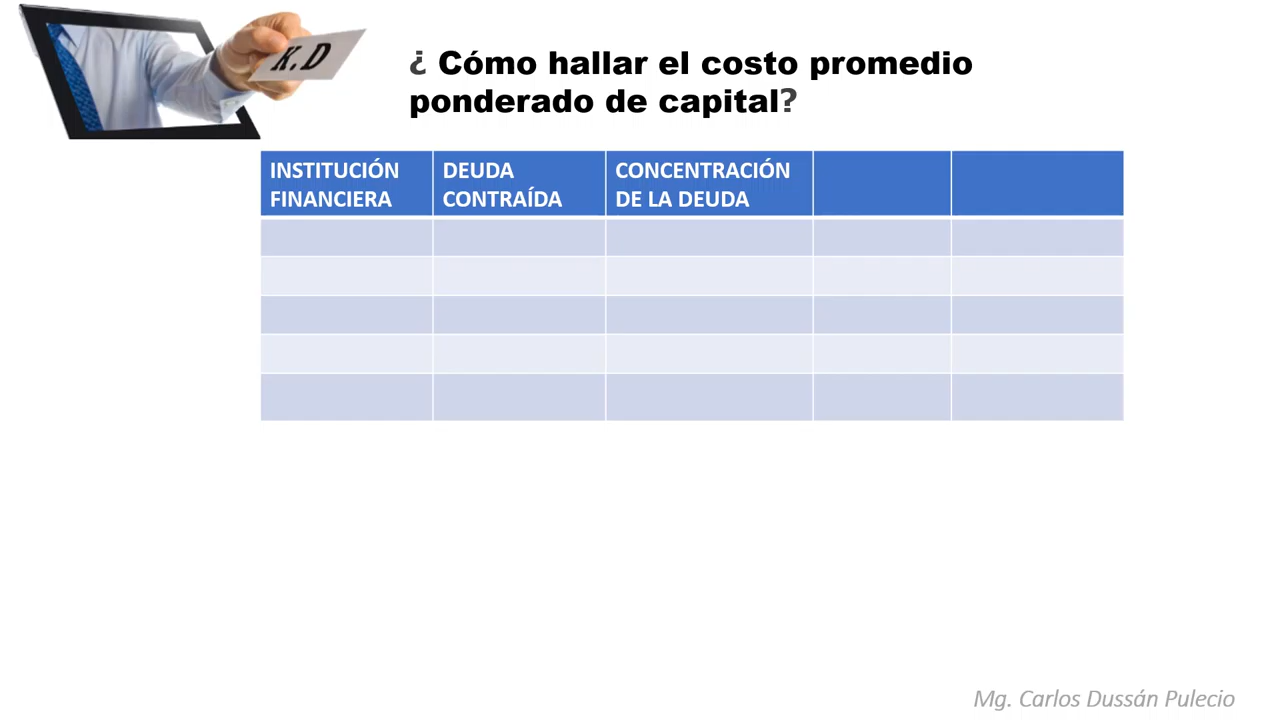 K.D
¿ Cómo hallar el costo promedio
ponderado de capital?
INSTITUCIÓN FINANCIERA
DEUDA CONTRAÍDA
CONCENTRACIÓN DE LA DEUDA
Mg. Carlos Dussán Pulecio